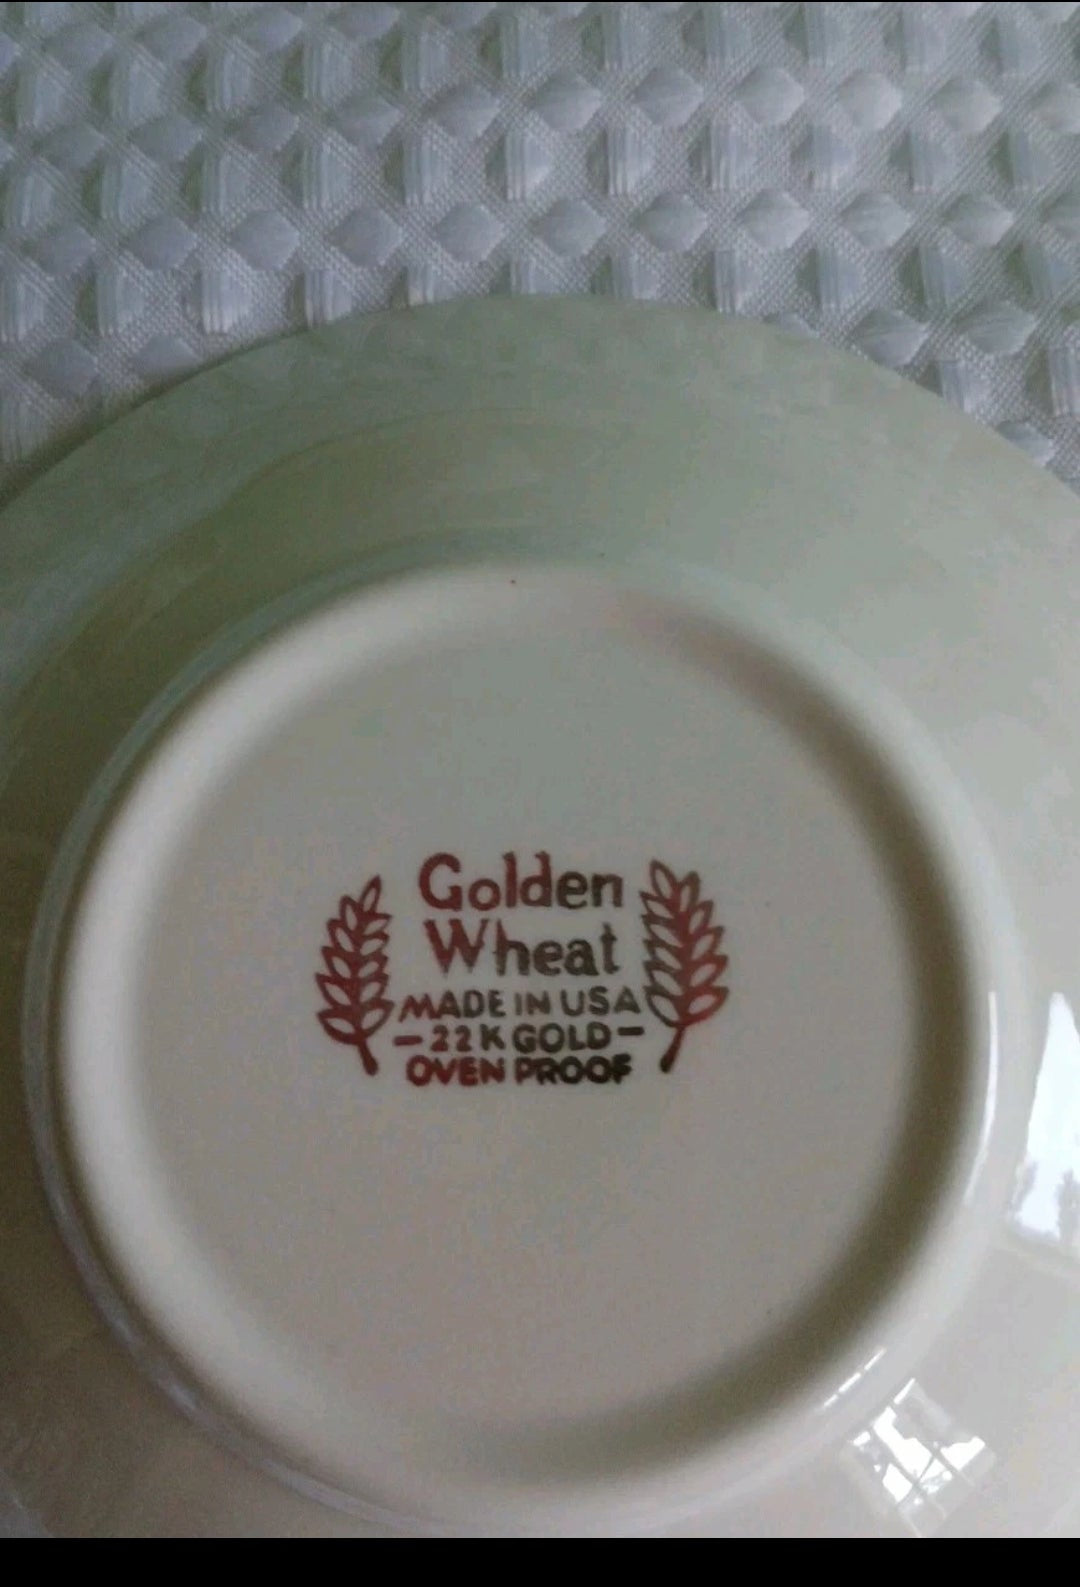 Golden
Wheat
MADE IN USA
-22K GOLD-
OVEN PROOF